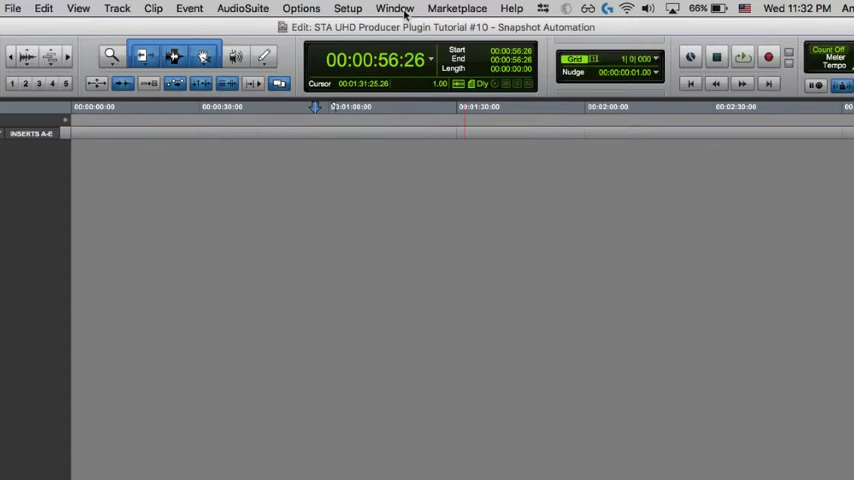 File Edit View Track Clip Event AudioSuite Options Setup Window Marketplace Help 66% Wed 11:32 PM
Edit: STA UHD Producer Plugin Tutorial #10 - Snapshot Automation
00:00:56:26
Start 00:00:56:26
End 00:00:56:26
Length 00:00:00:00
Cursor 00:01:31:25.26 1.00 Dly
Grid 1| 0| 000
Nudge 00:00:00:01.00
Count Off
Meter
Tempo
1 2 3 4 5
00:00:00:00 00:00:30:00 00:01:00:00 00:01:30:00 00:02:00:00 00:02:30:00 00
INSERTS A-E